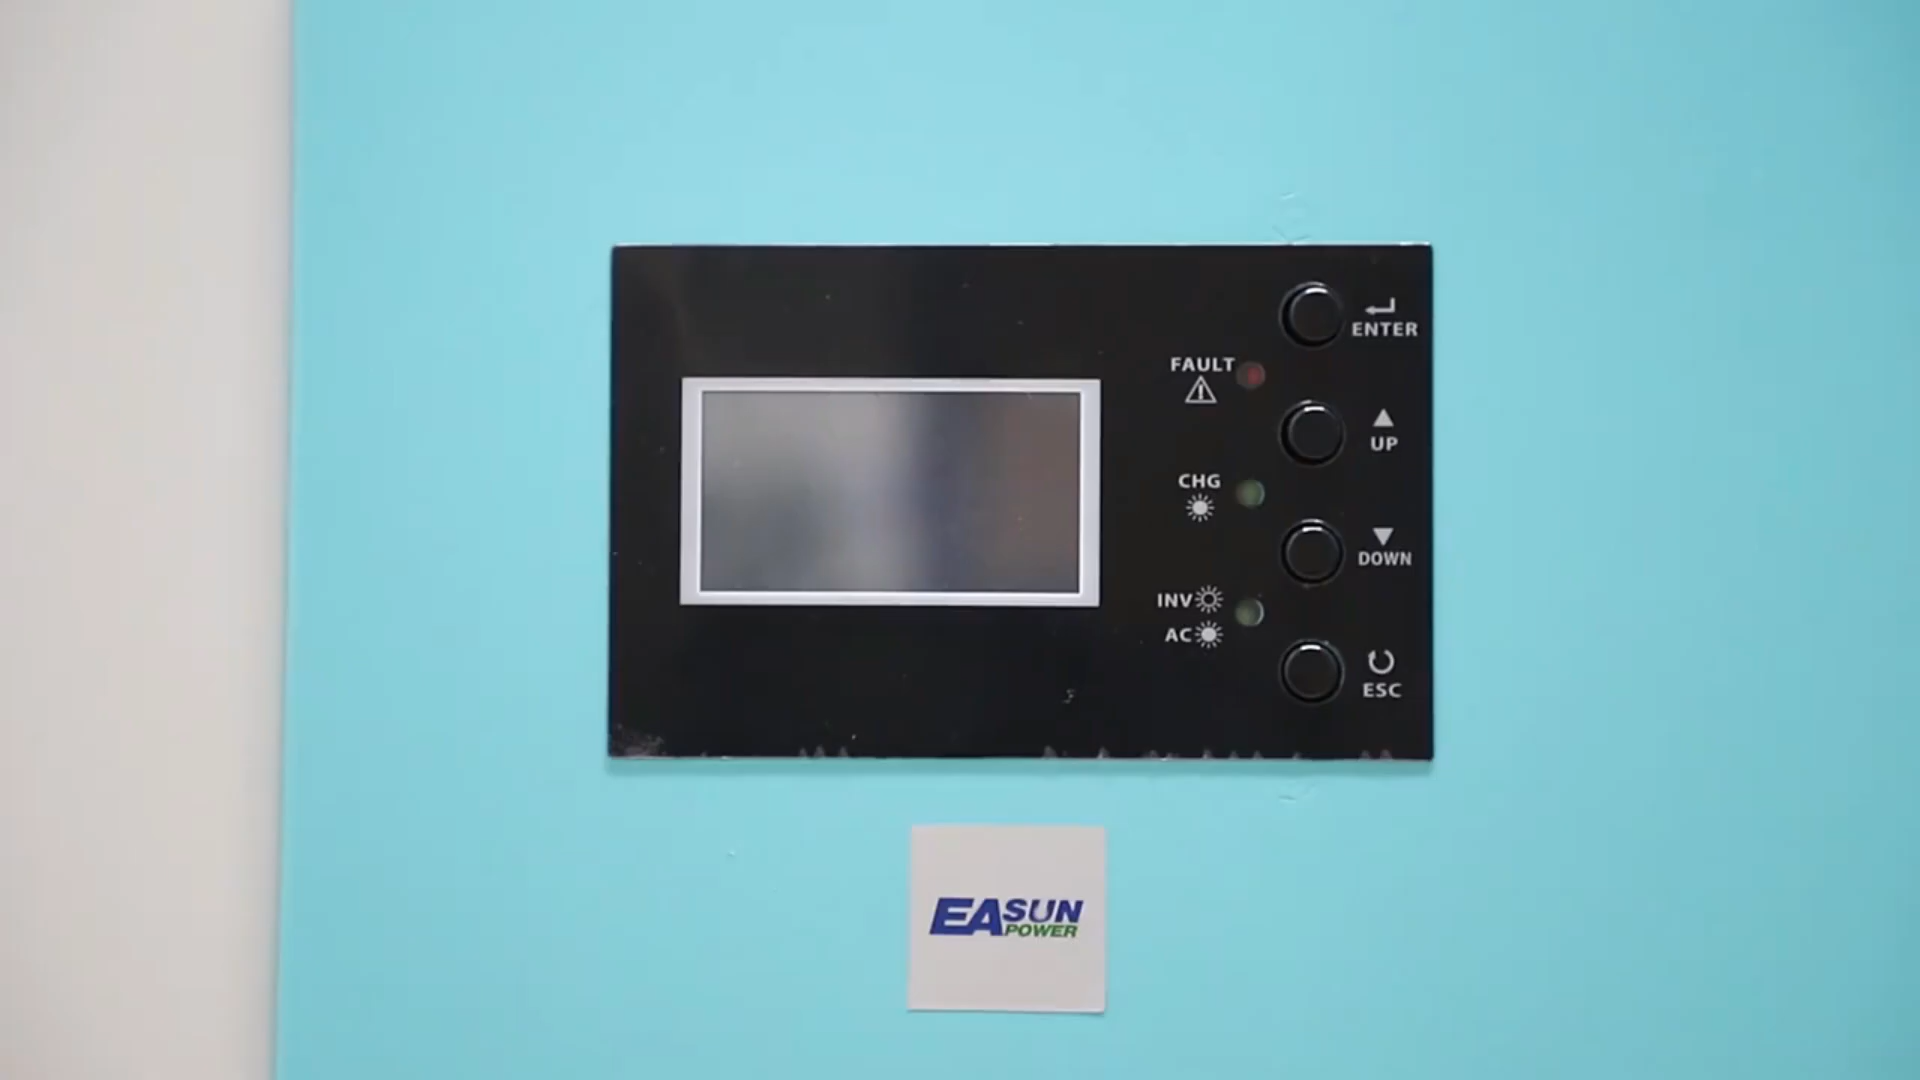 ENTER
FAULT
UP
CHG
DOWN
INV
AC
ESC
EASUN
POWER